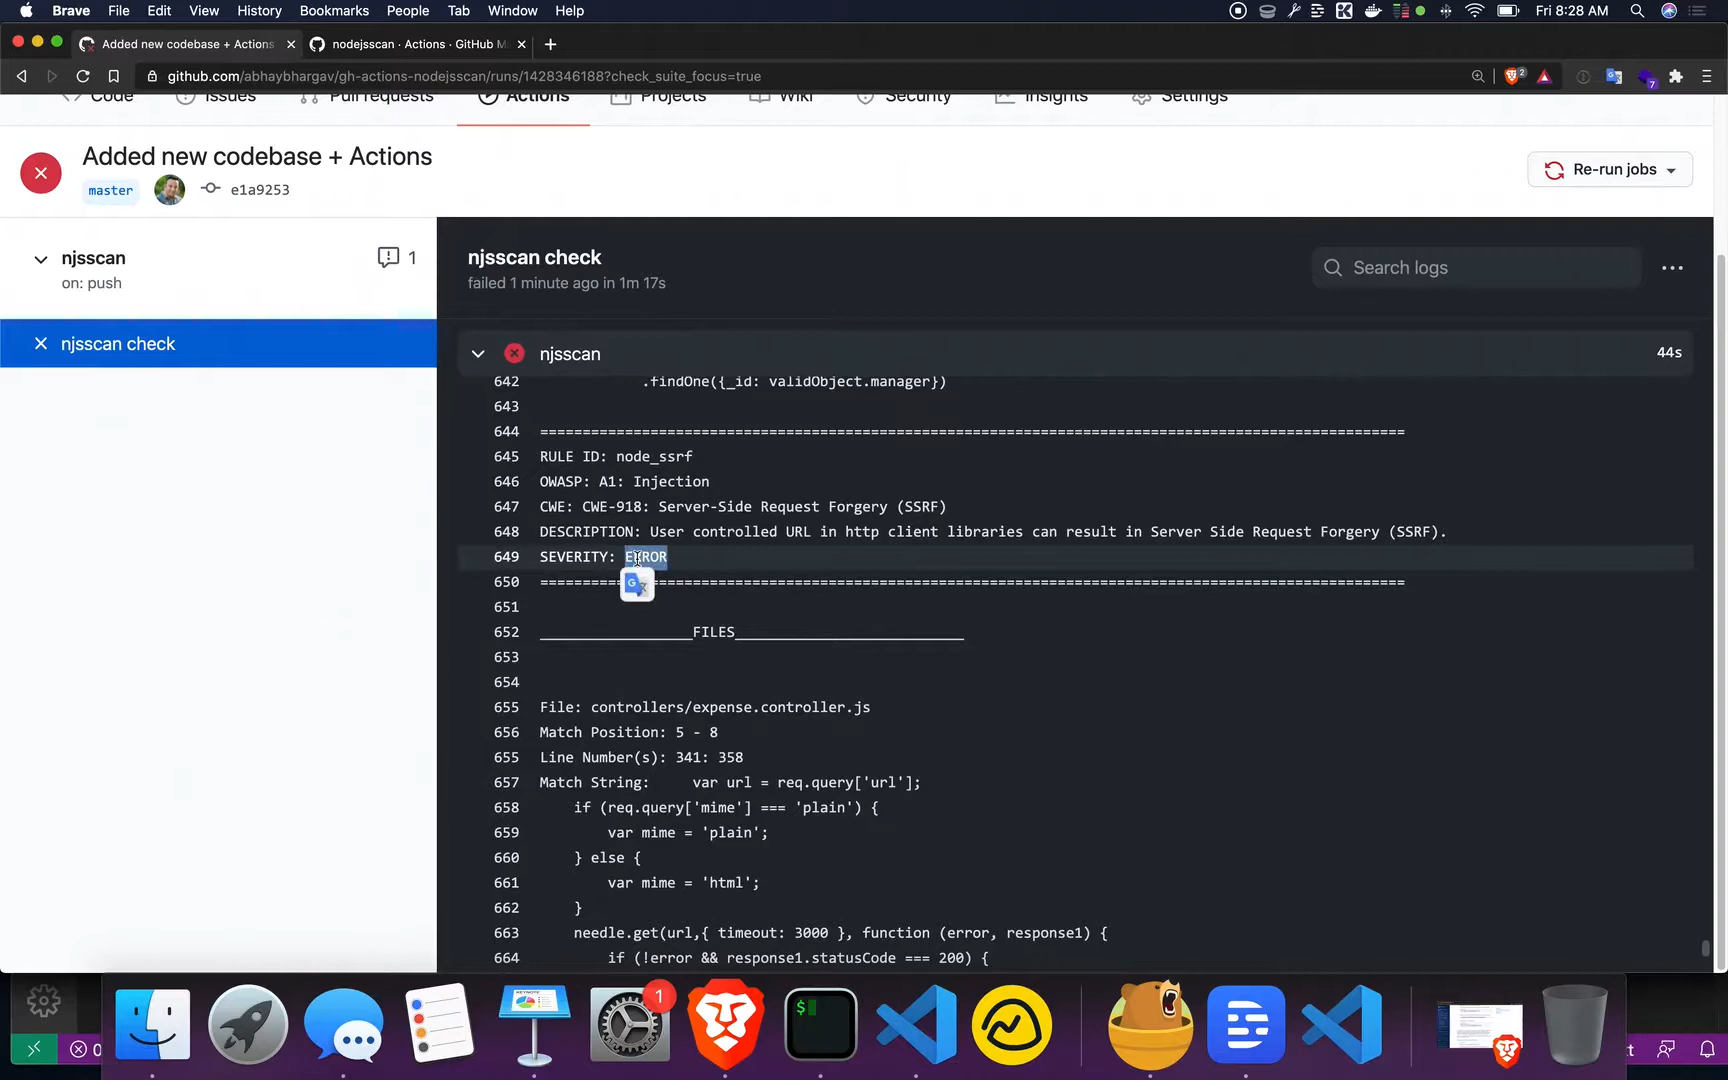 Brave File Edit View History Bookmarks People Tab Window Help Fri 8:28 AM
Added new codebase + Actions nodejsscan · Actions · GitHub M
github.com/abhaybhargav/gh-actions-nodejsscan/runs/1428346188?check_suite_focus=true 2 7
Code Issues Pull requests Actions Projects Wiki Security Insights Settings
Added new codebase + Actions
master e1a9253
Re-run jobs
njsscan 1
on: push
njsscan check
njsscan check
failed 1 minute ago in 1m 17s
Search logs
njsscan 44s
642 .findOne({_id: validObject.manager})
643
644 ======================================================================================================
645 RULE ID: node_ssrf
646 OWASP: A1: Injection
647 CWE: CWE-918: Server-Side Request Forgery (SSRF)
648 DESCRIPTION: User controlled URL in http client libraries can result in Server Side Request Forgery (SSRF).
649 SEVERITY: ERROR
650 ======================================================================================================
651
652 __________________FILES___________________________
653
654
655 File: controllers/expense.controller.js
656 Match Position: 5 - 8
655 Line Number(s): 341: 358
657 Match String: var url = req.query['url'];
658 if (req.query['mime'] === 'plain') {
659 var mime = 'plain';
660 } else {
661 var mime = 'html';
662 }
663 needle.get(url,{ timeout: 3000 }, function (error, response1) {
664 if (!error && response1.statusCode === 200) {
KEYNOTE
1
$
0